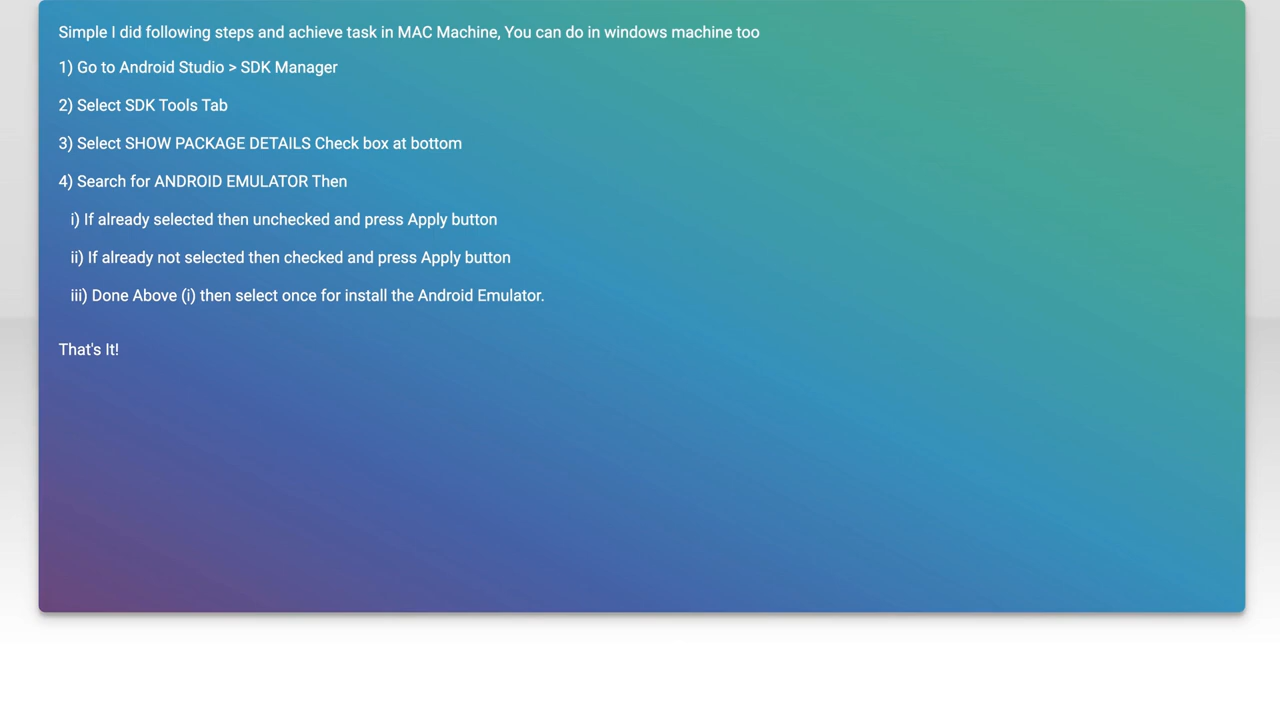 Simple I did following steps and achieve task in MAC Machine, You can do in windows machine too
1) Go to Android Studio > SDK Manager
2) Select SDK Tools Tab
3) Select SHOW PACKAGE DETAILS Check box at bottom
4) Search for ANDROID EMULATOR Then
i) If already selected then unchecked and press Apply button
ii) If already not selected then checked and press Apply button
iii) Done Above (i) then select once for install the Android Emulator.
That's It!